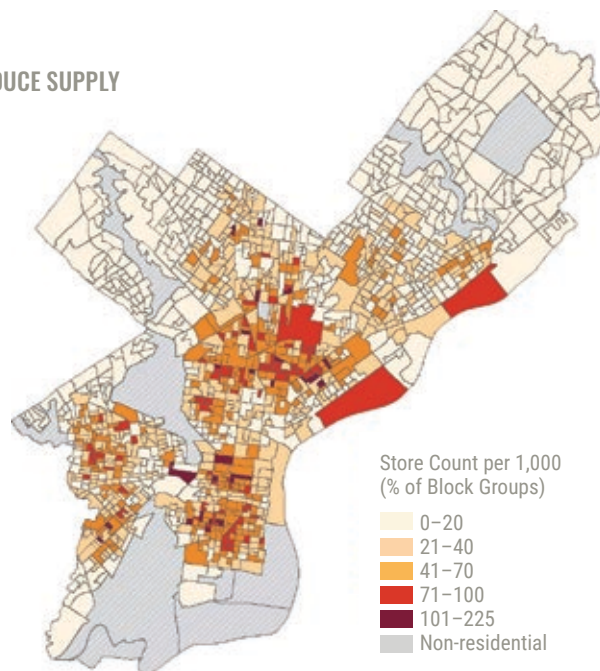 DUCE SUPPLY
Store Count per 1,000
(% of Block Groups)
0–20
21–40
41–70
71–100
101–225
Non-residential